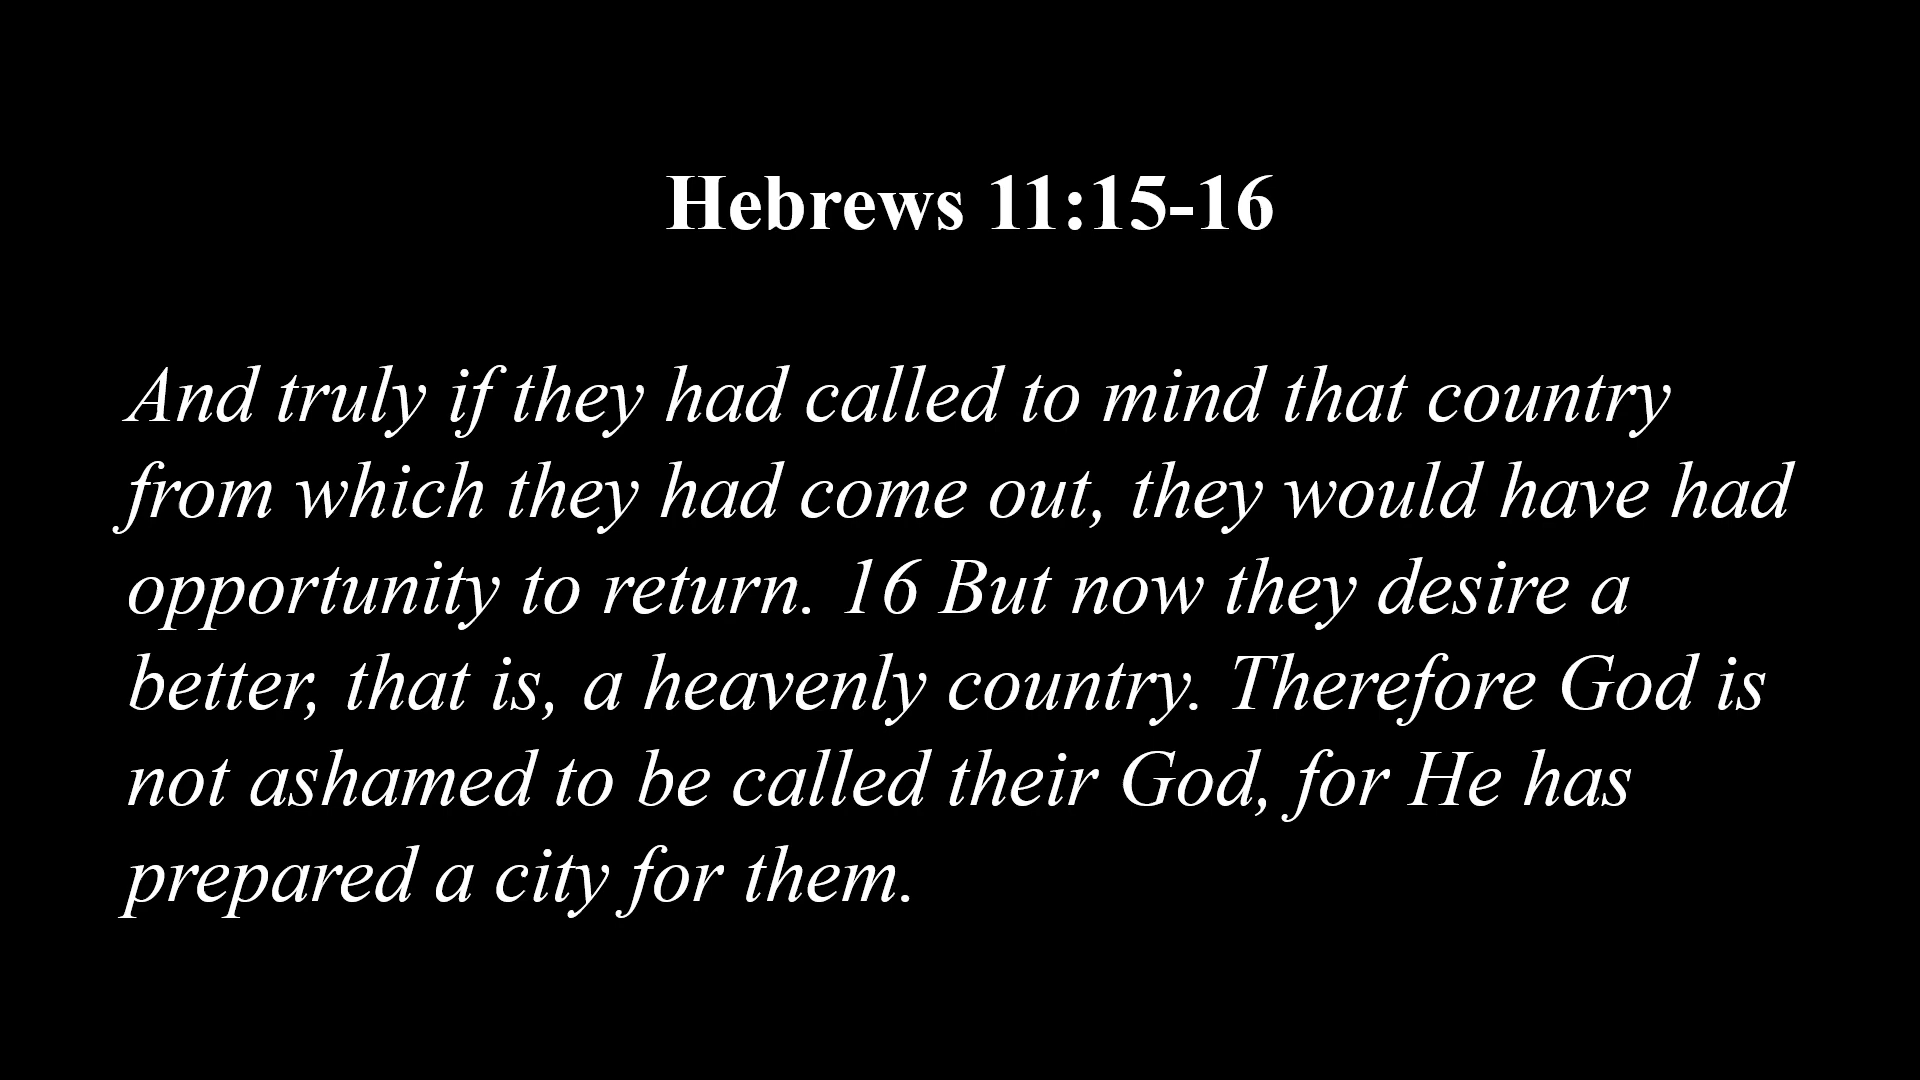 Hebrews 11:15-16
And truly if they had called to mind that country
from which they had come out, they would have had
opportunity to return. 16 But now they desire a
better, that is, a heavenly country. Therefore God is
not ashamed to be called their God, for He has
prepared a city for them.